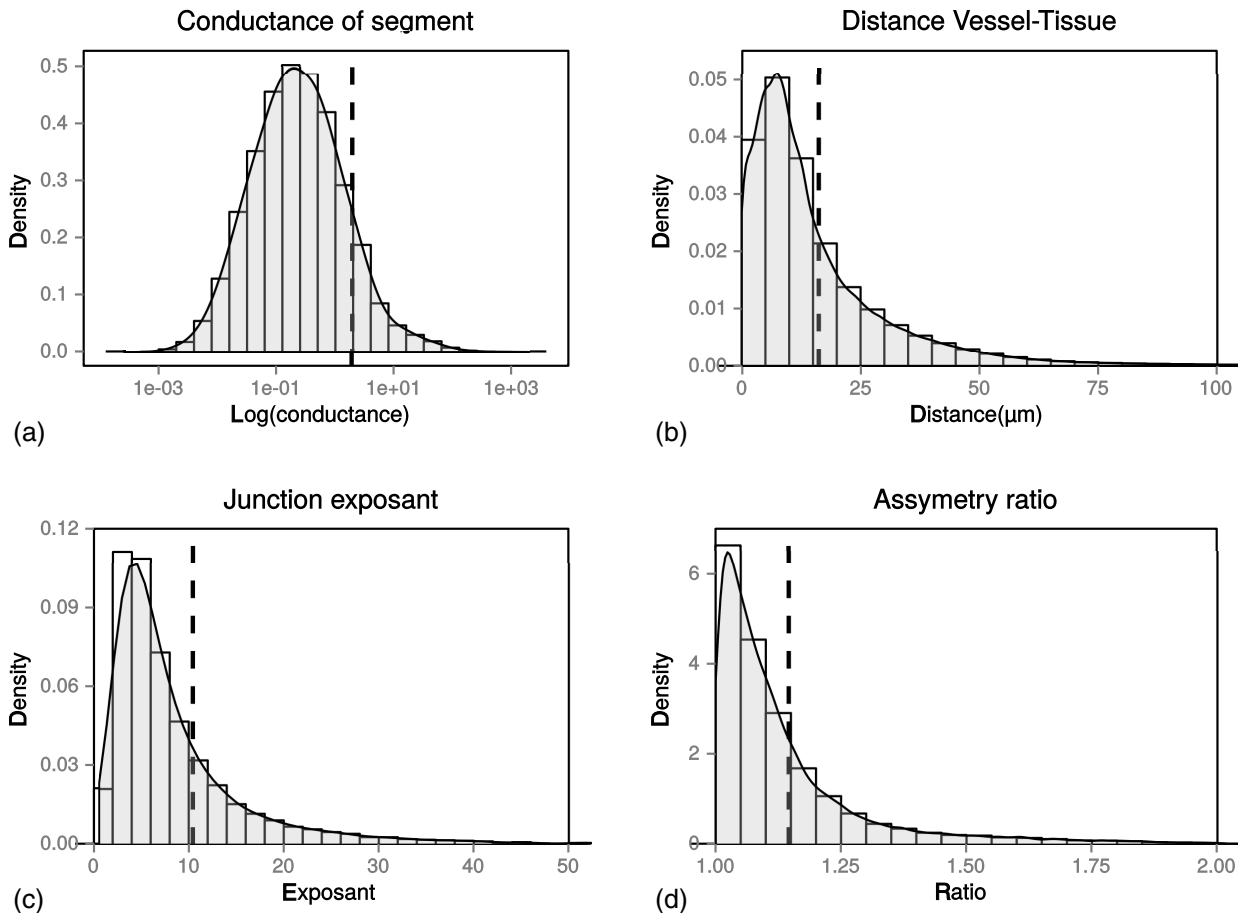 Conductance of segment
Density
0.5
0.4
0.3
0.2
0.1
0.0
1e-03 1e-01 1e+01 1e+03
Log(conductance)
(a)
Distance Vessel-Tissue
Density
0.05
0.04
0.03
0.02
0.01
0.00
0 25 50 75 100
Distance(µm)
(b)
Junction exposant
Density
0.12
0.09
0.06
0.03
0.00
0 10 20 30 40 50
Exposant
(c)
Assymetry ratio
Density
6
4
2
0
1.00 1.25 1.50 1.75 2.00
Ratio
(d)